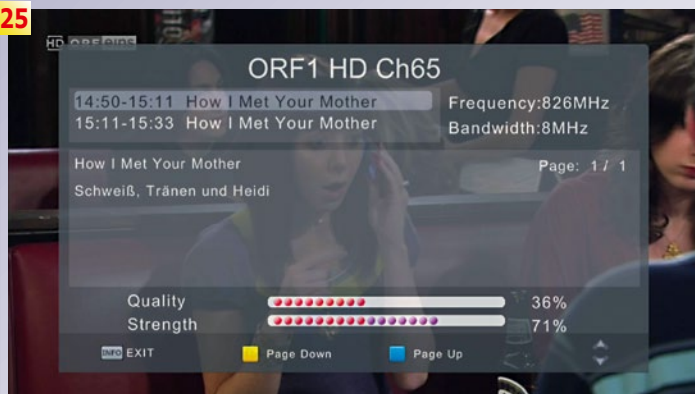 25
HD ORF eins
ORF1 HD Ch65
14:50-15:11 How I Met Your Mother
15:11-15:33 How I Met Your Mother
Frequency:826MHz
Bandwidth:8MHz
How I Met Your Mother
Page: 1/ 1
Schweiß, Tränen und Heidi
Quality 36%
Strength 71%
INFO EXIT Page Down Page Up